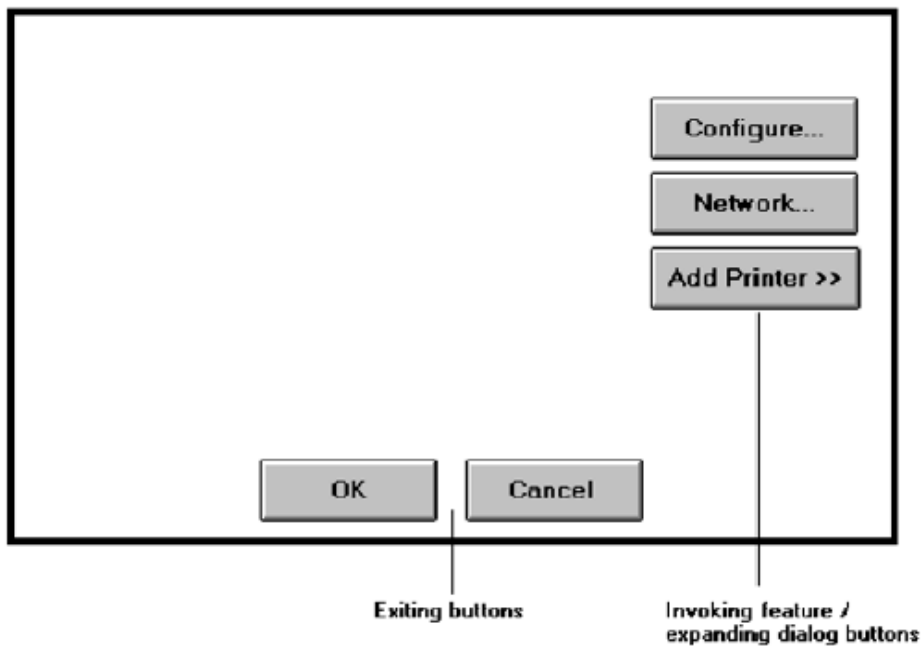 Configure...
Network...
Add Printer >>
OK
Cancel
Exiting buttons
Invoking feature /
expanding dialog buttons